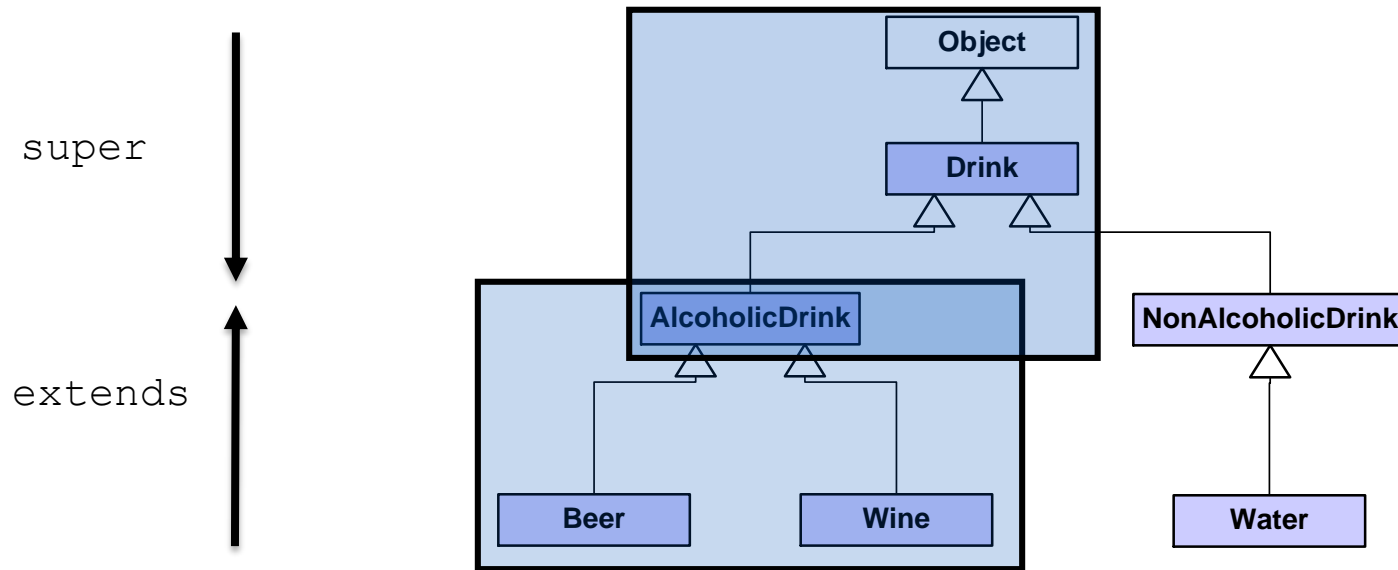 Object
super
Drink
AlcoholicDrink
NonAlcoholicDrink
extends
Beer
Wine
Water